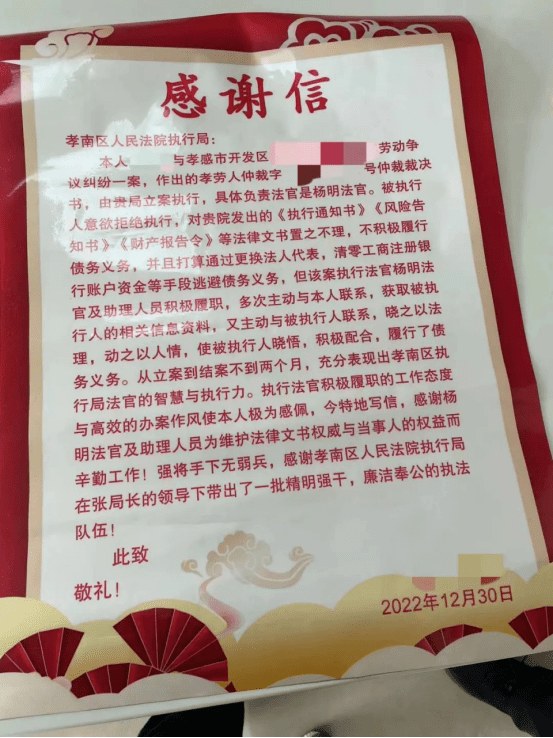 感谢信
孝南区人民法院执行局：
本人 与孝感市开发区 劳动争
议纠纷一案，作出的孝劳人仲裁字 号仲裁裁决
书，由贵局立案执行，具体负责法官是杨明法官。被执行
人意欲拒绝执行，对贵院发出的《执行通知书》《风险告
知书》《财产报告令》等法律文书置之不理，不积极履行
债务义务，并且打算通过更换法人代表，清零工商注册银
行账户资金等手段逃避债务义务，但该案执行法官杨明法
官及助理人员积极履职，多次主动与本人联系，获取被执
行人的相关信息资料，又主动与被执行人联系，晓之以法
理，动之以人情，使被执行人晓悟，积极配合，履行了债
务义务。从立案到结案不到两个月，充分表现出孝南区执
行局法官的智慧与执行力。执行法官积极履职的工作态度
与高效的办案作风使本人极为感佩，今特地写信，感谢杨
明法官及助理人员为维护法律文书权威与当事人的权益而
辛勤工作！强将手下无弱兵，感谢孝南区人民法院执行局
在张局长的领导下带出了一批精明强干，廉洁奉公的执法
队伍！
此致
敬礼！
2022年12月30日